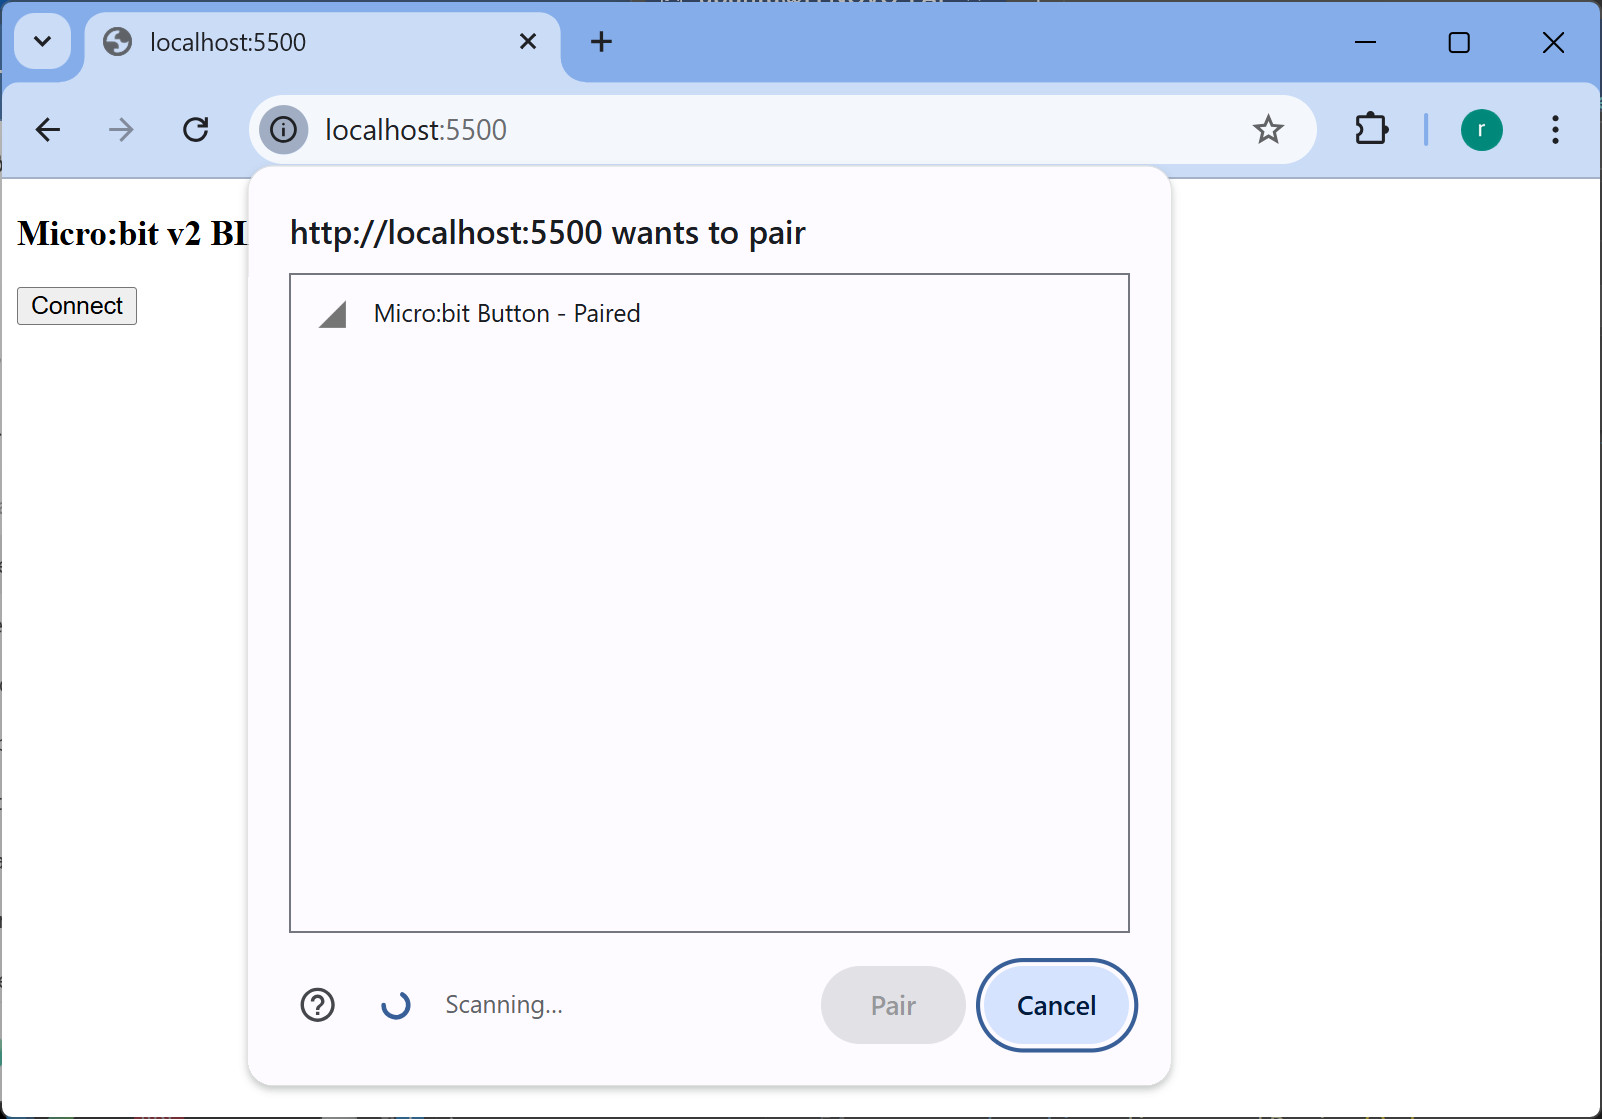 localhost:5500
localhost:5500
r
Micro:bit v2
Connect
http://localhost:5500 wants to pair
Micro:bit Button - Paired
Scanning...
Pair
Cancel